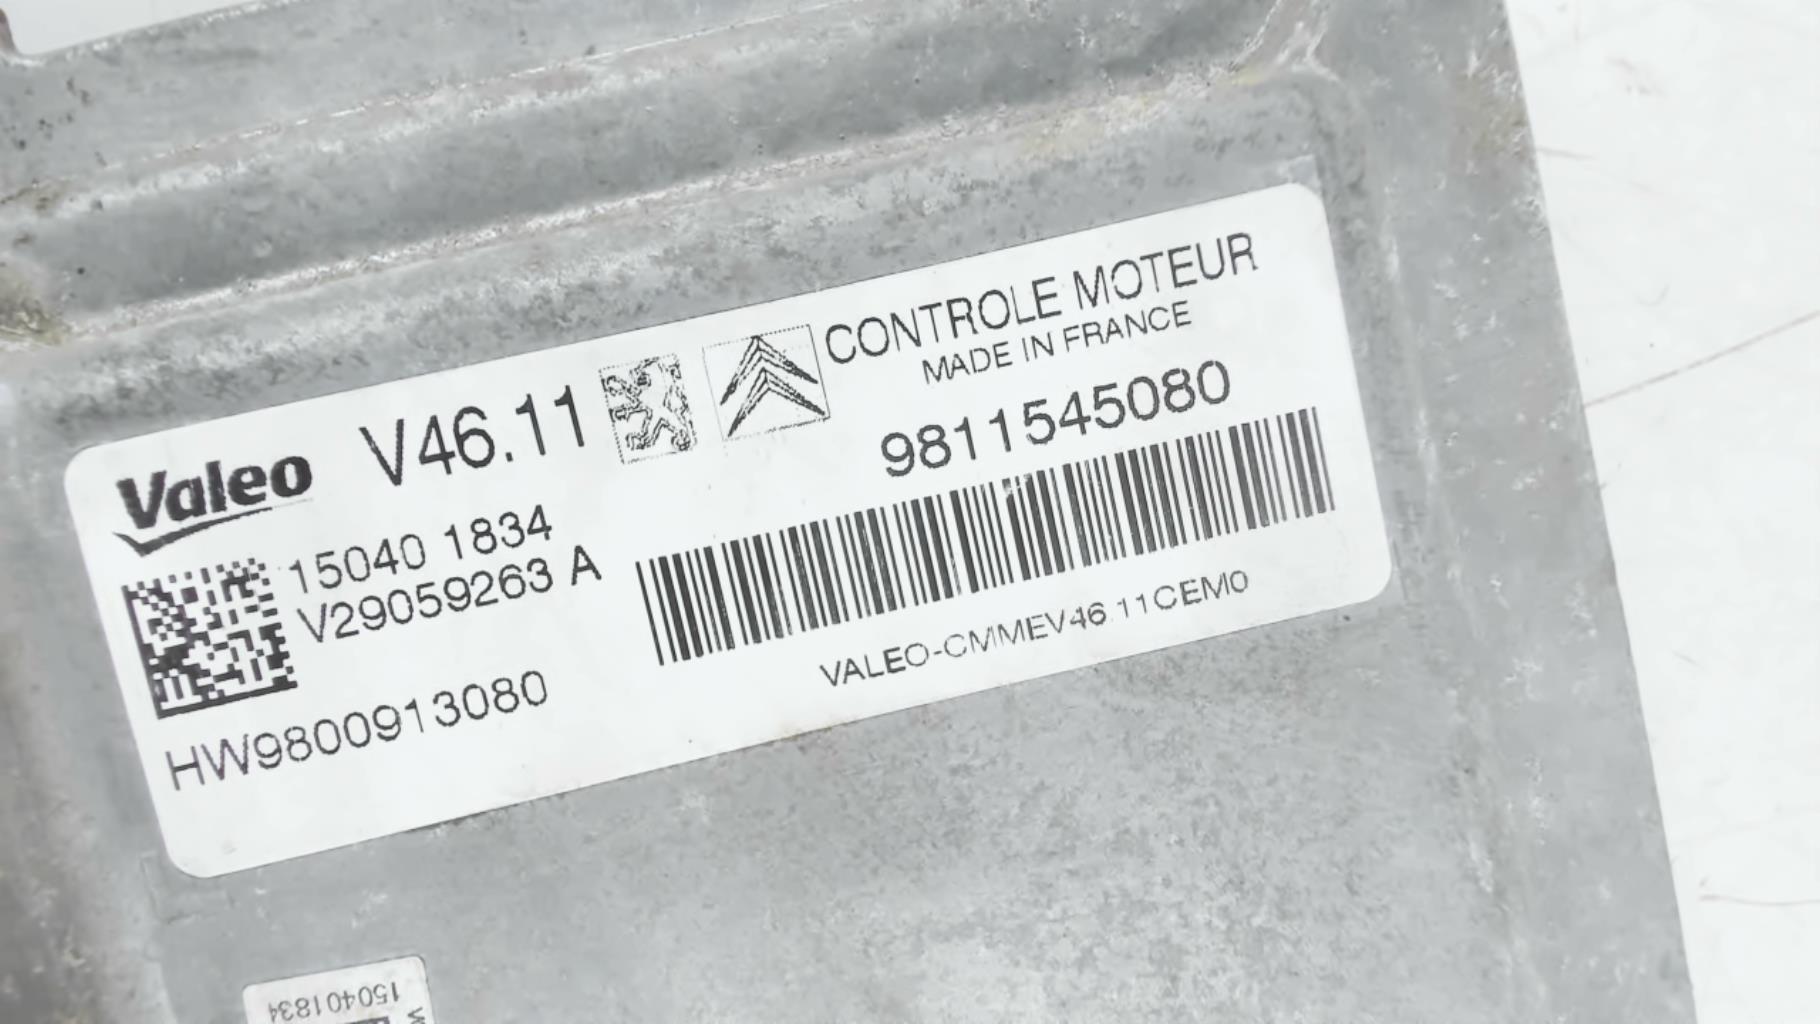 Valeo V46.11
CONTROLE MOTEUR
MADE IN FRANCE
9811545080
15040 1834
V29059263 A
HW9800913080
VALEO-CMMEV46.11CEM0
150401834